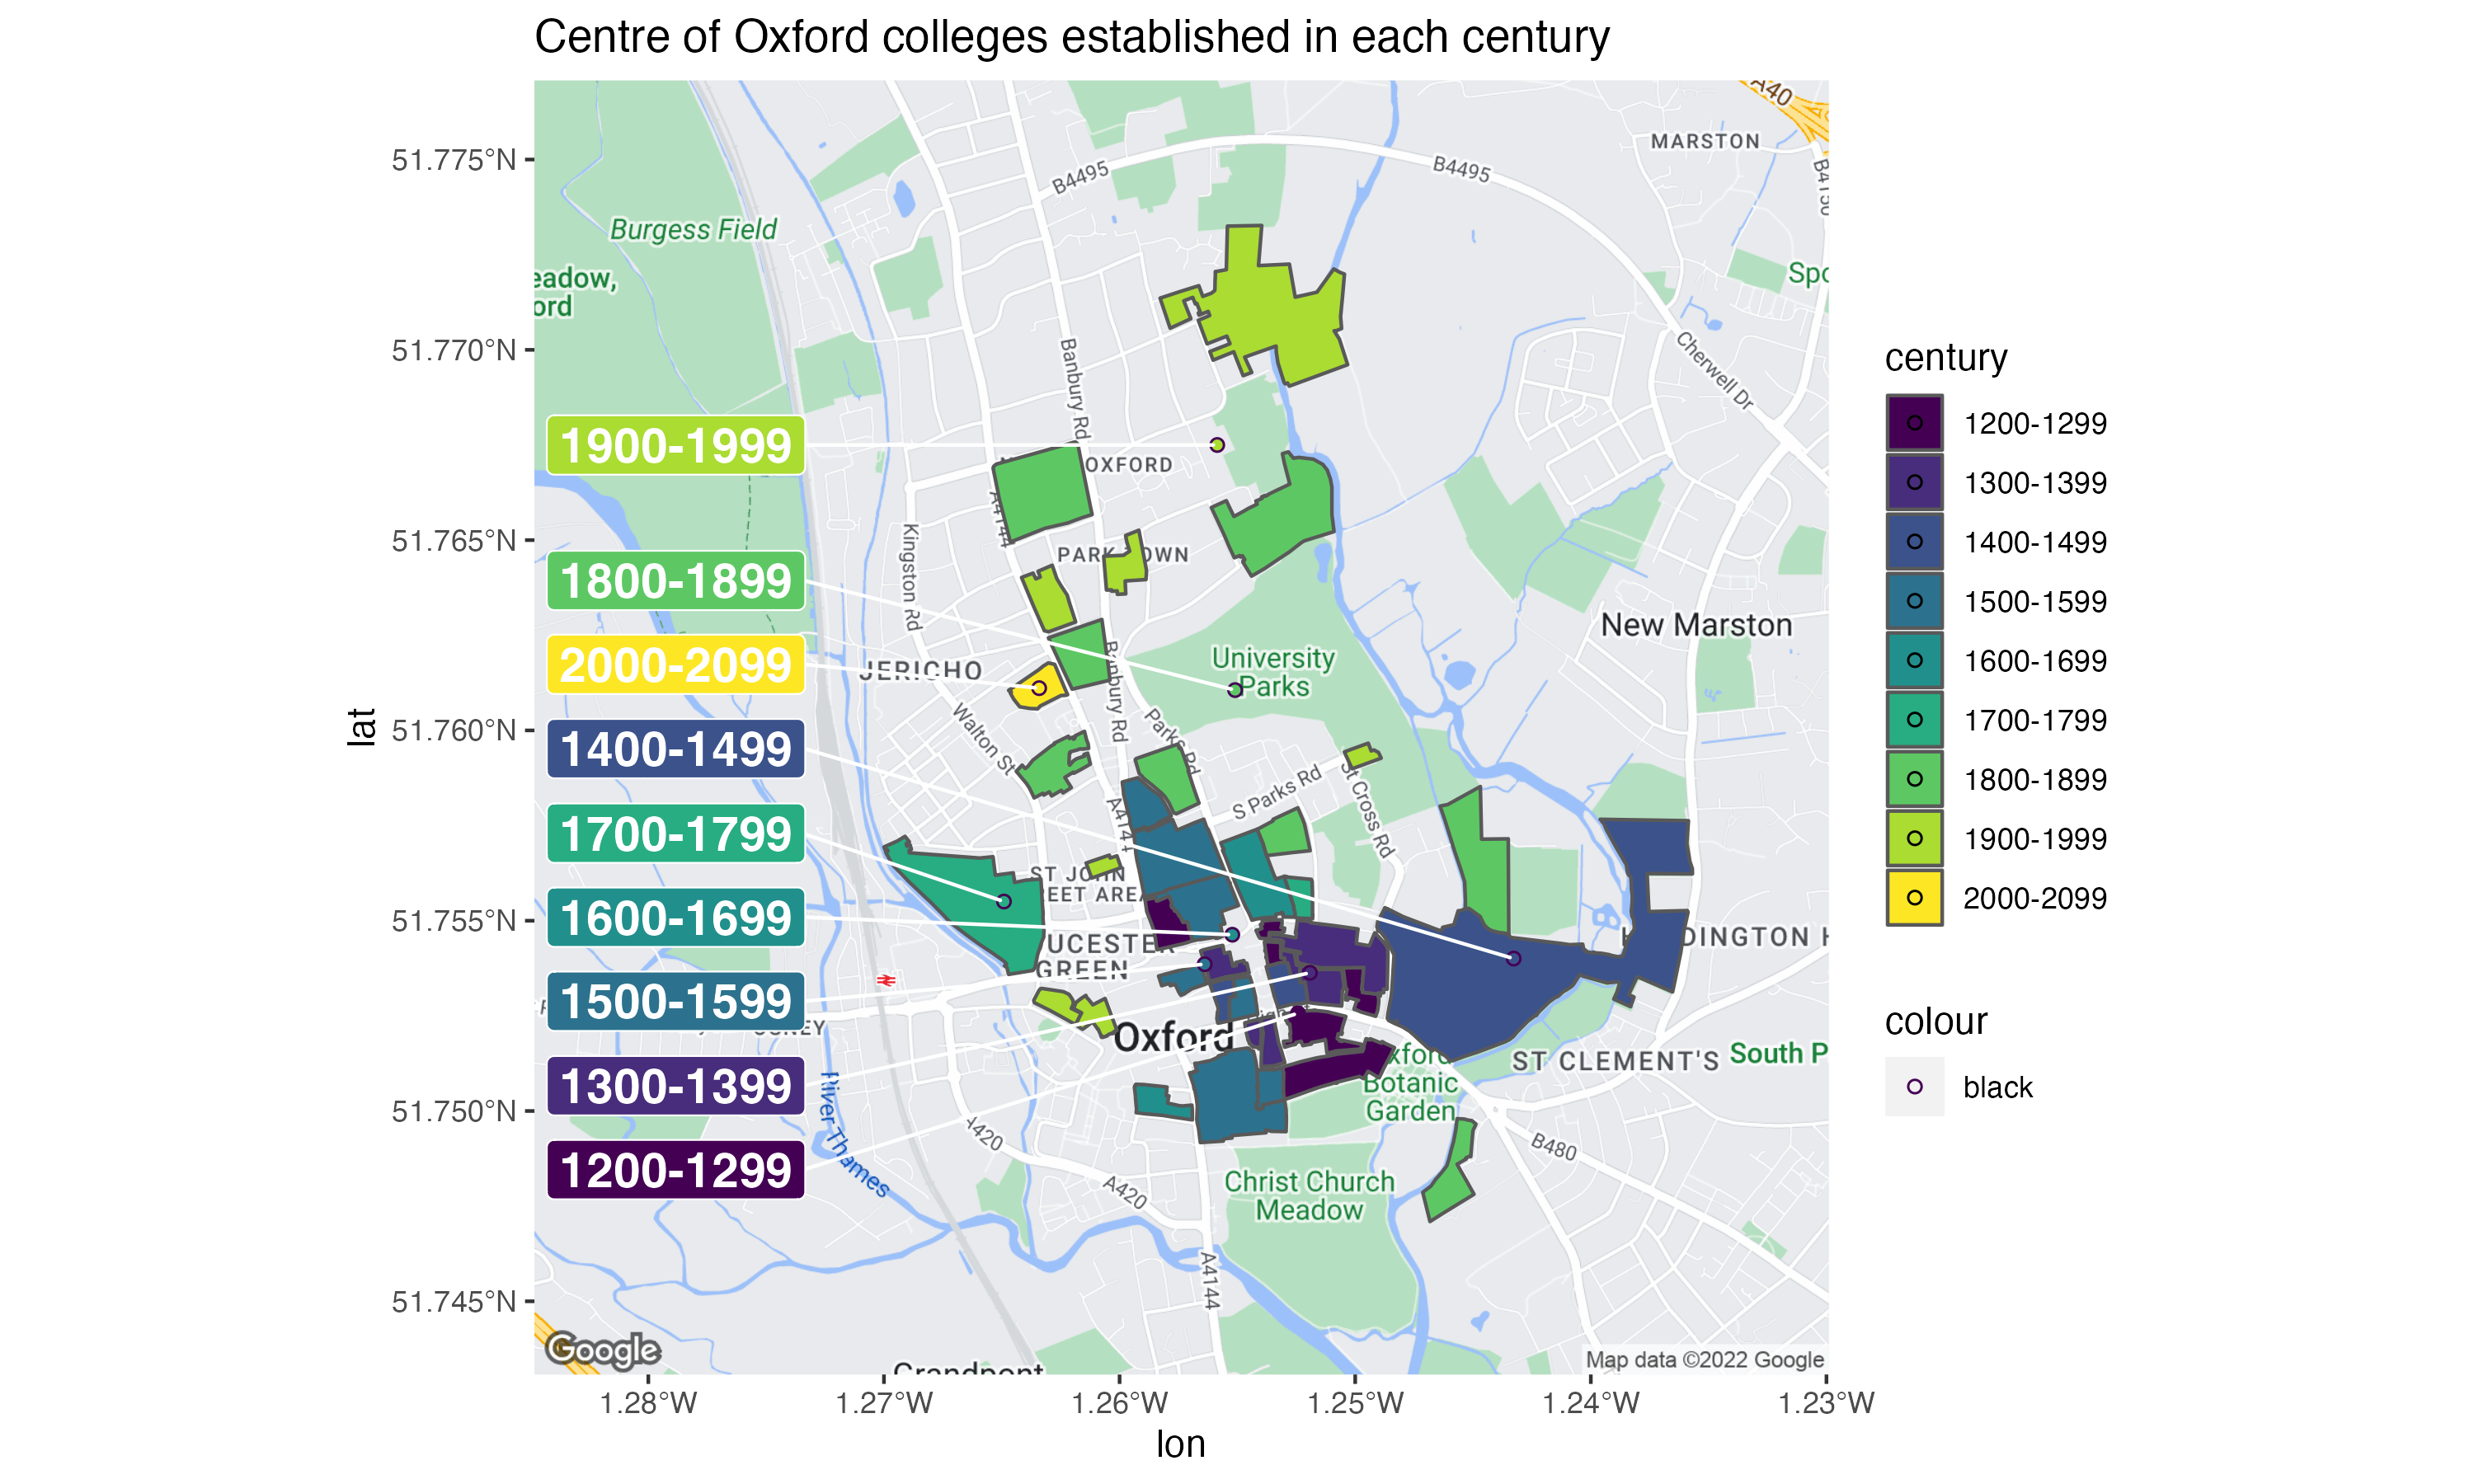 Centre of Oxford colleges established in each century
51.775°N
51.770°N
51.765°N
51.760°N
51.755°N
51.750°N
51.745°N
lat
1.28°W
1.27°W
1.26°W
1.25°W
1.24°W
1.23°W
lon
A40
MARSTON
B4495
B4495
Burgess Field
eadow,
ord
Spo
Cherwell Dr
Banbury Rd
1900-1999
OXFORD
A4144
Kingston Rd
PARK TOWN
1800-1899
New Marston
University
Parks
2000-2099
JERICHO
Banbury Rd
Walton St
Parks Rd
1400-1499
S Parks Rd
St Cross Rd
1700-1799
ST JOHN
EET AREA
1600-1699
UCESTER
GREEN
DINGTON H
1500-1599
Oxford
ST CLEMENT'S
South P
xford
Botanic
Garden
1300-1399
River Thames
A420
B480
1200-1299
A420
Christ Church
Meadow
A4144
Google
Grandpont
Map data ©2022 Google
century
1200-1299
1300-1399
1400-1499
1500-1599
1600-1699
1700-1799
1800-1899
1900-1999
2000-2099
colour
black